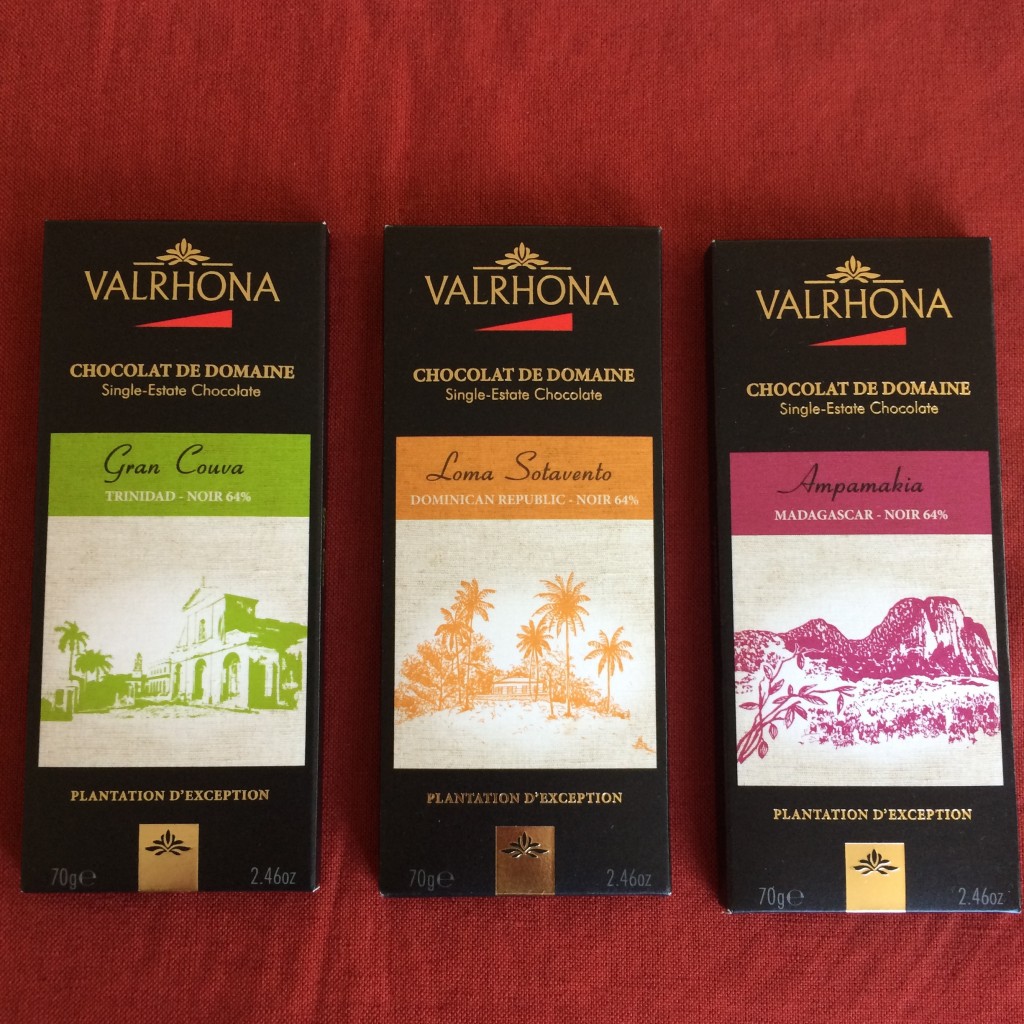 VALRHONA
CHOCOLAT DE DOMAINE
Single-Estate Chocolate
Gran Couva
TRINIDAD - NOIR 64%
PLANTATION D'EXCEPTION
70g℮ 2.46oz
VALRHONA
CHOCOLAT DE DOMAINE
Single-Estate Chocolate
Loma Sotavento
DOMINICAN REPUBLIC - NOIR 64%
PLANTATION D'EXCEPTION
70g℮ 2.46oz
VALRHONA
CHOCOLAT DE DOMAINE
Single-Estate Chocolate
Ampamakia
MADAGASCAR - NOIR 64%
PLANTATION D'EXCEPTION
70g℮ 2.46oz